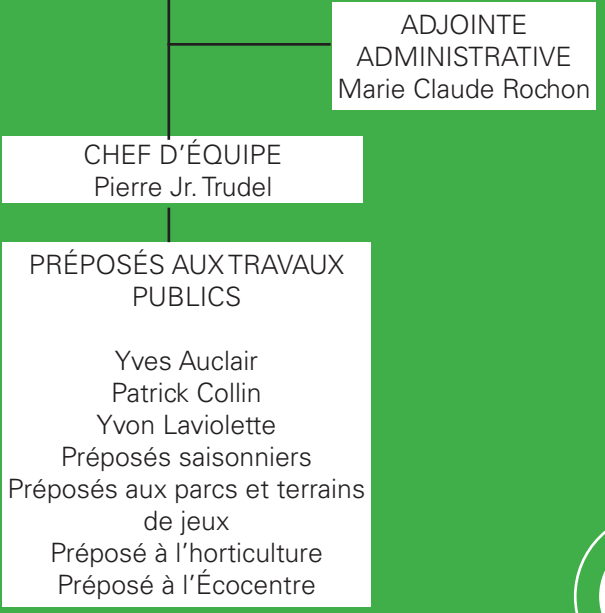 ADJOINTE
ADMINISTRATIVE
Marie Claude Rochon
CHEF D'ÉQUIPE
Pierre Jr. Trudel
PRÉPOSÉS AUX TRAVAUX
PUBLICS
Yves Auclair
Patrick Collin
Yvon Laviolette
Préposés saisonniers
Préposés aux parcs et terrains
de jeux
Préposé à l'horticulture
Préposé à l'Écocentre